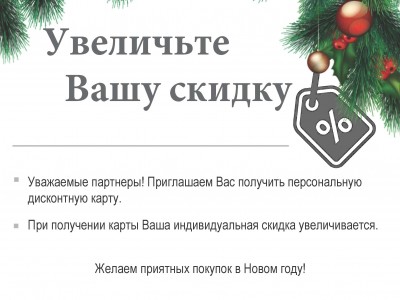 Увеличьте
Вашу скидку
%
Уважаемые партнеры! Приглашаем Вас получить персональную
дисконтную карту.
При получении карты Ваша индивидуальная скидка увеличивается.
Желаем приятных покупок в Новом году!